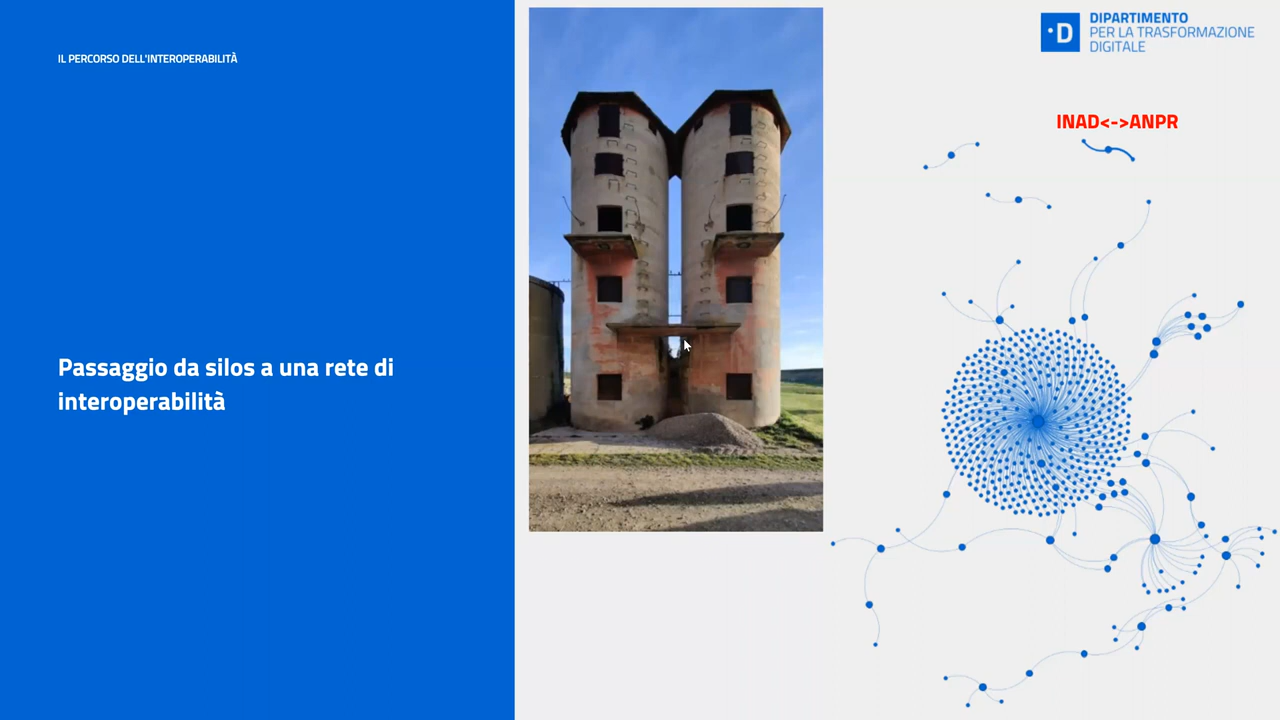 IL PERCORSO DELL'INTEROPERABILITÀ
Passaggio da silos a una rete di
interoperabilità
D
DIPARTIMENTO
PER LA TRASFORMAZIONE
DIGITALE
INAD<->ANPR